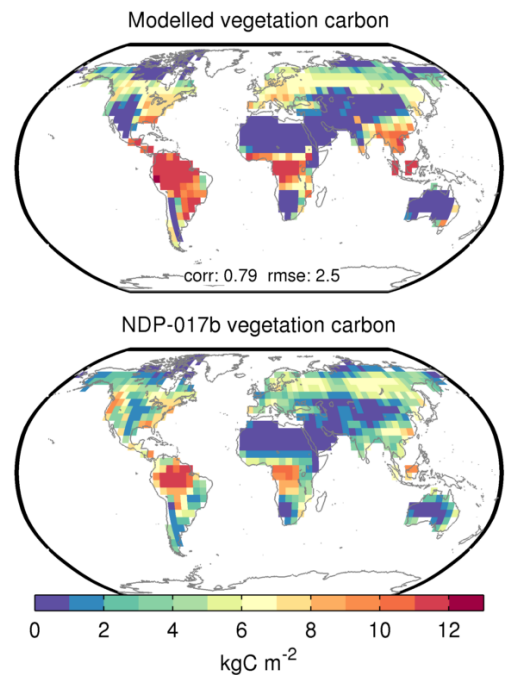 Modelled vegetation carbon
corr: 0.79 rmse: 2.5
NDP-017b vegetation carbon
0 2 4 6 8 10 12
kgC m⁻²